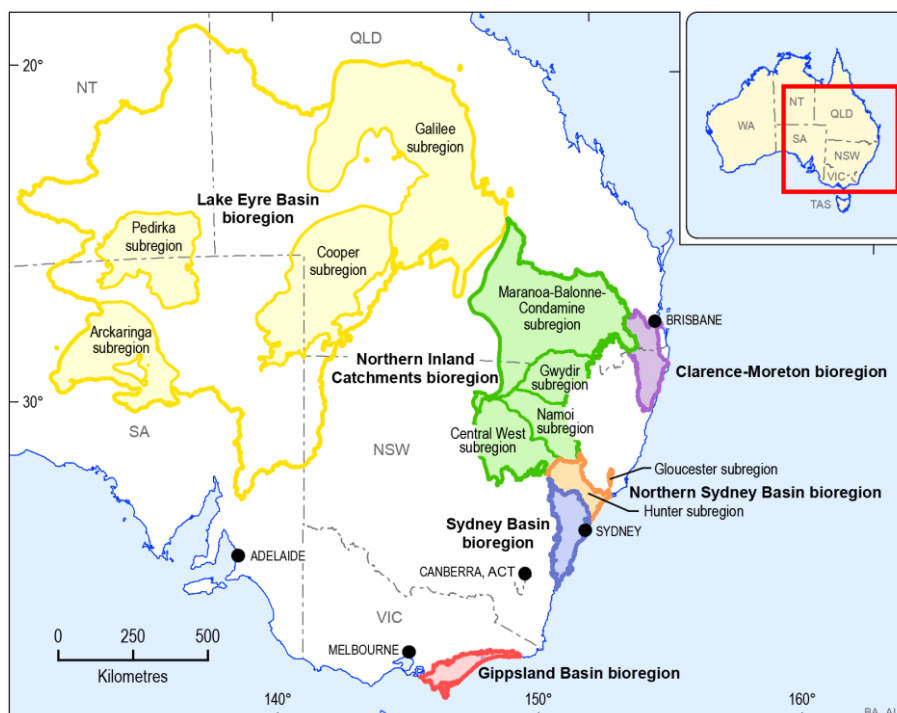 QLD
20°
NT
Galilee
subregion
Lake Eyre Basin
bioregion
Pedirka
subregion
Cooper
subregion
Maranoa-Balonne-
Condamine
subregion
BRISBANE
Arckaringa
subregion
Northern Inland
Catchments bioregion
Gwydir
subregion
Clarence-Moreton bioregion
30°
SA
NSW
Namoi
subregion
Central West
subregion
Gloucester subregion
Northern Sydney Basin bioregion
Hunter subregion
Sydney Basin
bioregion
SYDNEY
ADELAIDE
CANBERRA, ACT
VIC
0 250 500
Kilometres
MELBOURNE
Gippsland Basin bioregion
140° 150° 160°
WA
NT
QLD
SA
NSW
VIC
TAS